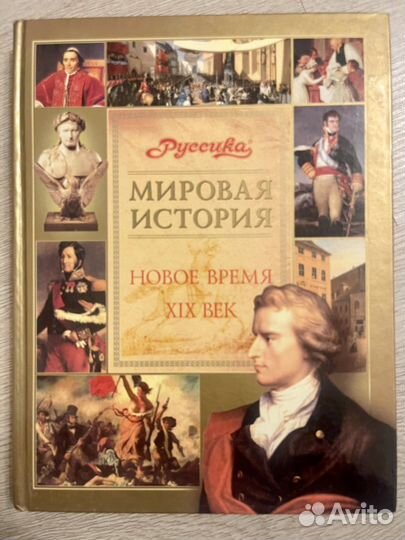 Руссика
МИРОВАЯ
ИСТОРИЯ
НОВОЕ ВРЕМЯ
XIX ВЕК
Avito